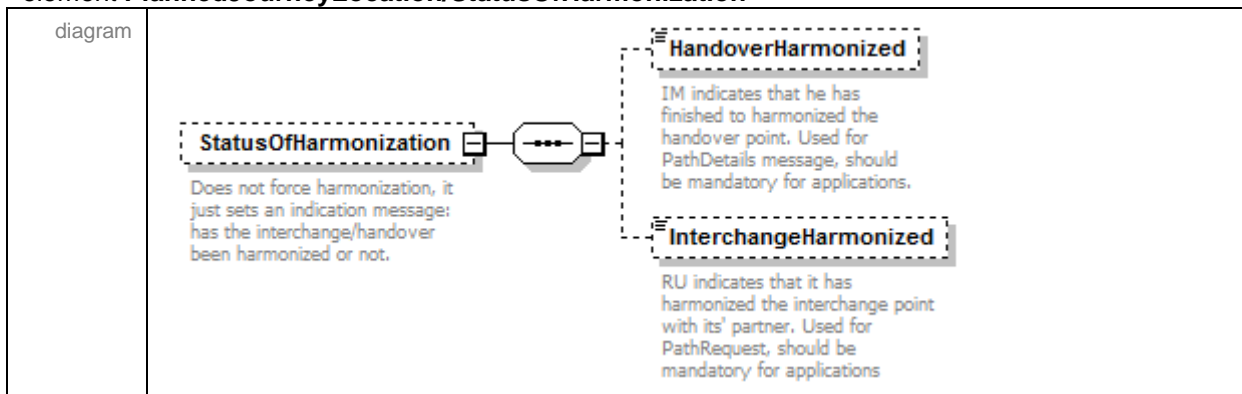 element PlannedJourneyLocation/StatusOfHarmonization
diagram
HandoverHarmonized
IM indicates that he has
finished to harmonized the
handover point. Used for
PathDetails message, should
be mandatory for applications.
StatusOfHarmonization
Does not force harmonization, it
just sets an indication message:
has the interchange/handover
been harmonized or not.
InterchangeHarmonized
RU indicates that it has
harmonized the interchange point
with its' partner. Used for
PathRequest, should be
mandatory for applications